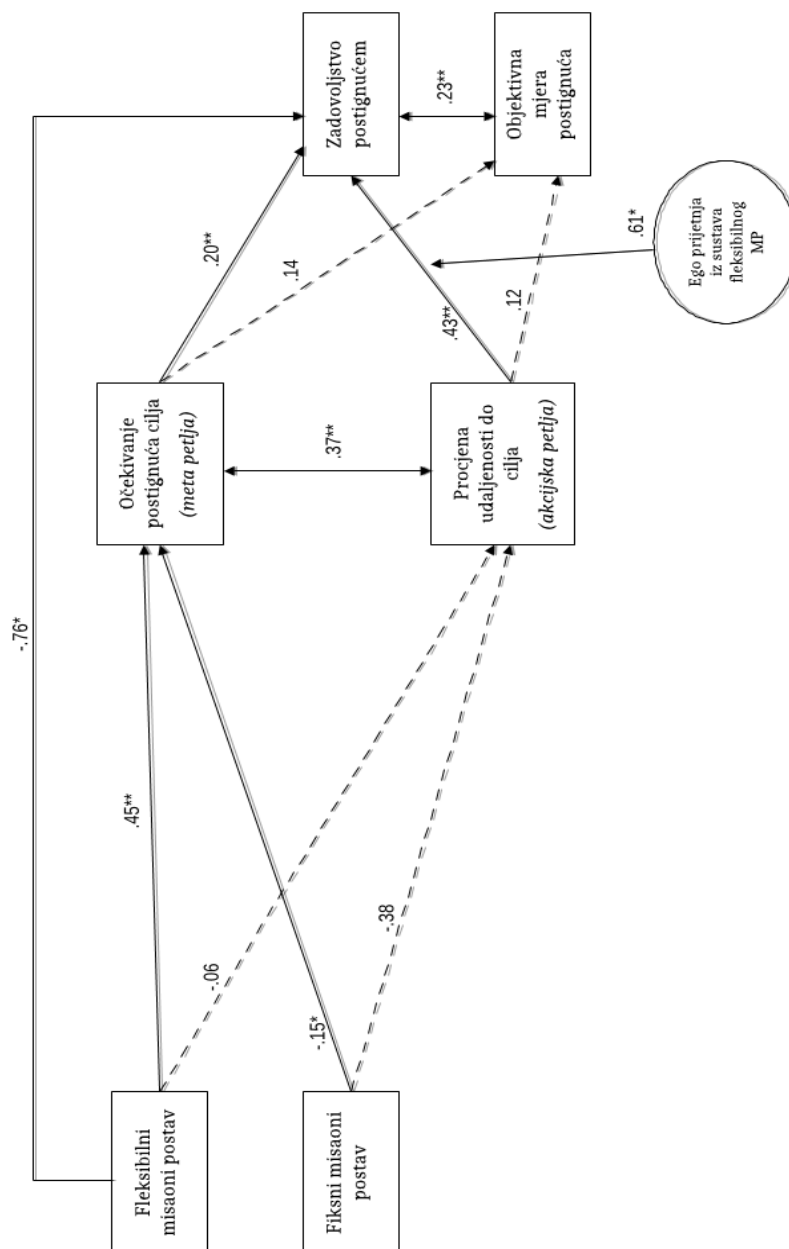 -.76*
Fleksibilni
misaoni postav
Fiksni misaoni
postav
.45**
-.06
-.15*
-.38
Očekivanje
postignuća cilja
(meta petlja)
.37**
Procjena
udaljenosti do
cilja
(akcijska petlja)
.20**
.14
.43**
.12
Zadovoljstvo
postignućem
.23**
Objektivna
mjera
postignuća
.61*
Ego prijetnja
iz sustava
fleksibilnog
MP